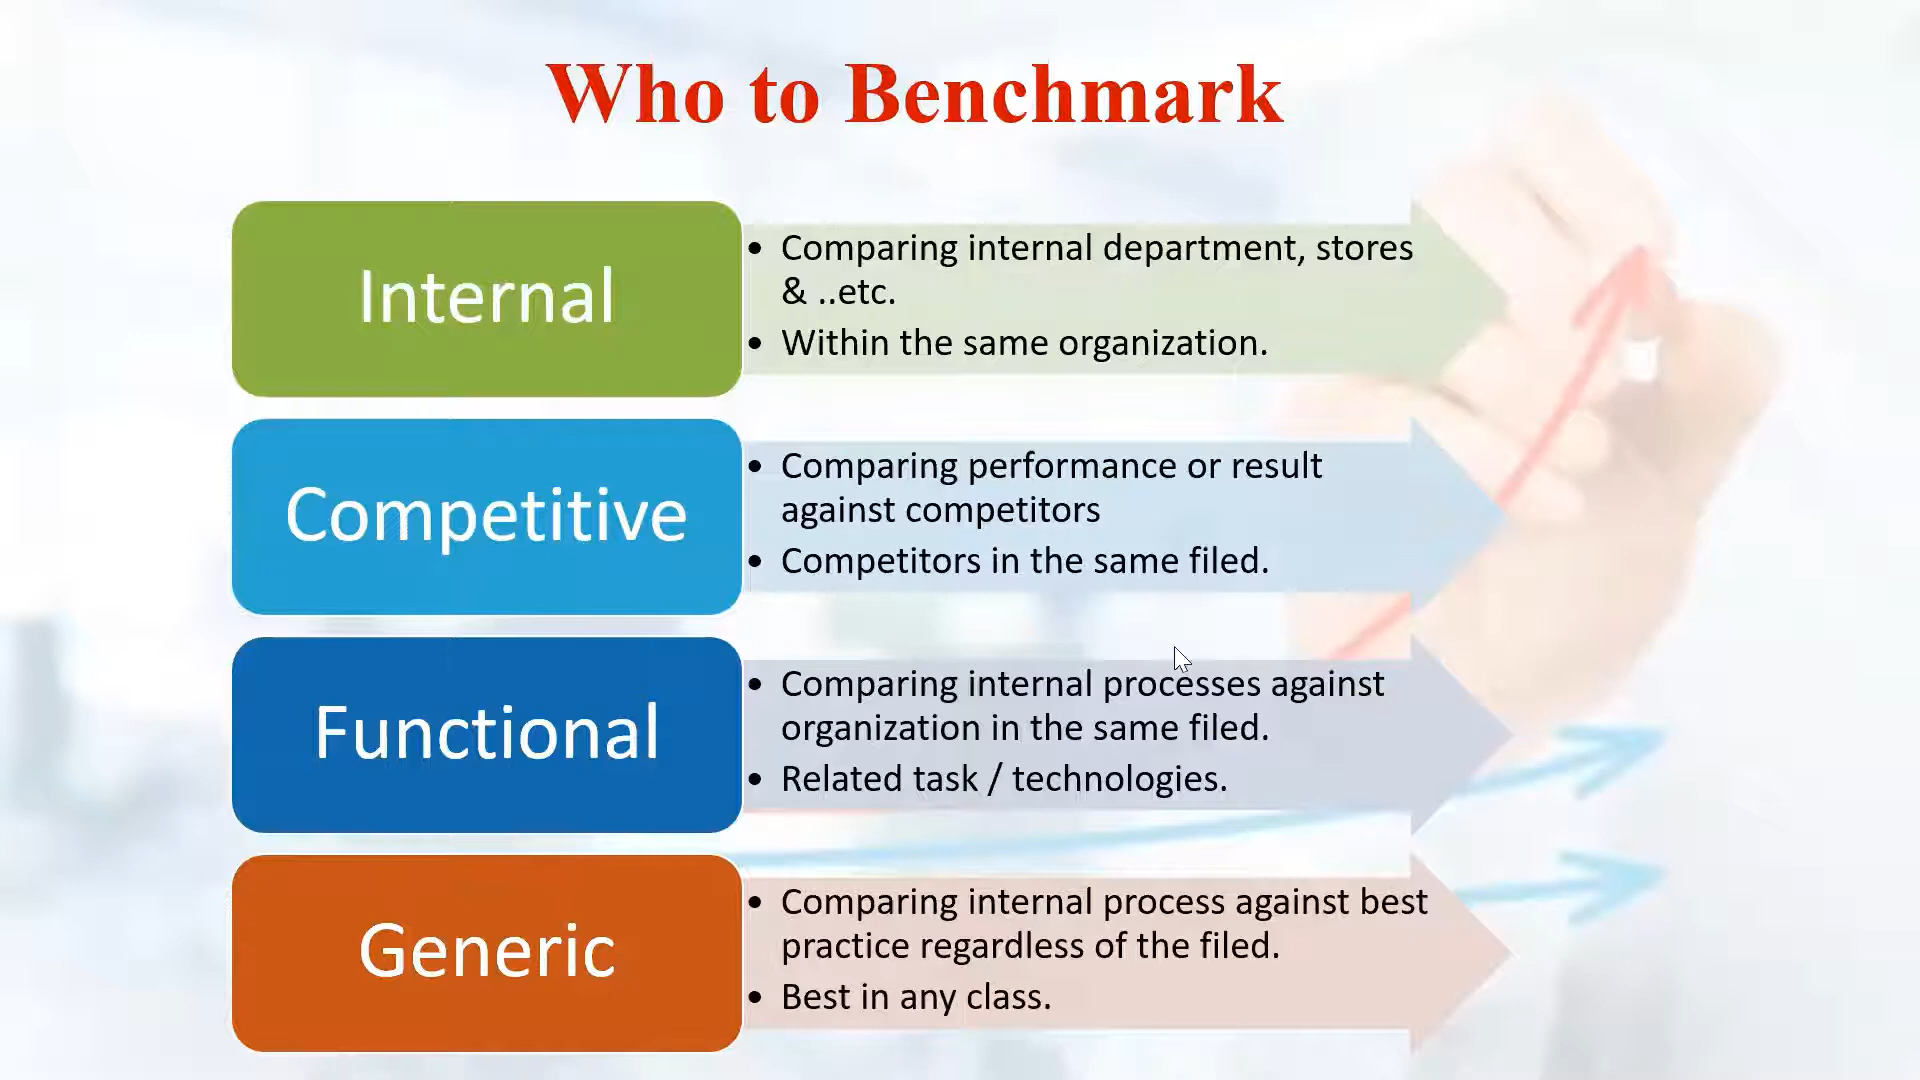 Who to Benchmark
Internal
• Comparing internal department, stores
& ..etc.
• Within the same organization.
Competitive
• Comparing performance or result
against competitors
• Competitors in the same filed.
Functional
• Comparing internal processes against
organization in the same filed.
• Related task / technologies.
Generic
• Comparing internal process against best
practice regardless of the filed.
• Best in any class.